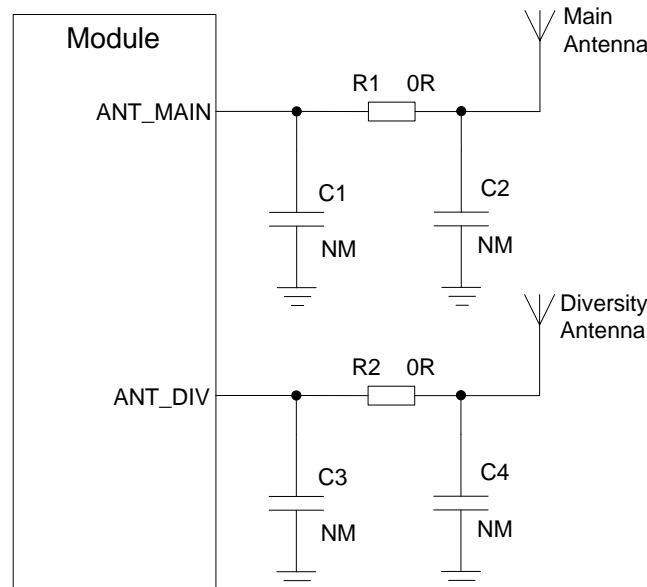 Module
Main
Antenna
ANT_MAIN
R1 0R
C1
NM
C2
NM
Diversity
Antenna
ANT_DIV
R2 0R
C3
NM
C4
NM